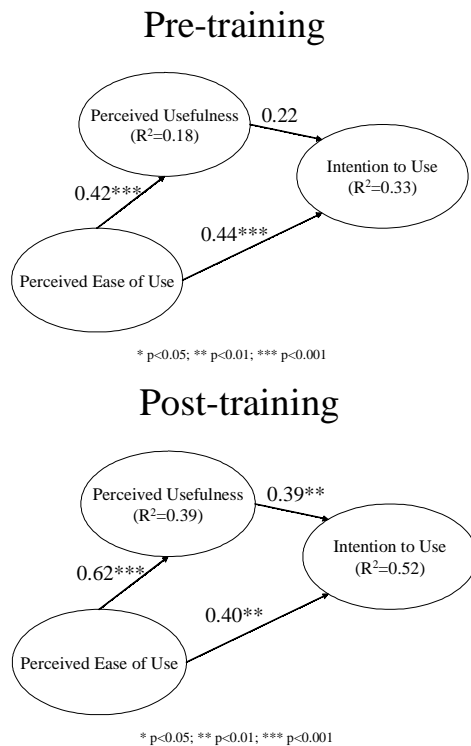 Pre-training
Perceived Usefulness
(R²=0.18)
0.22
Intention to Use
(R²=0.33)
0.42***
0.44***
Perceived Ease of Use
* p<0.05; ** p<0.01; *** p<0.001
Post-training
Perceived Usefulness
(R²=0.39)
0.39**
Intention to Use
(R²=0.52)
0.62***
0.40**
Perceived Ease of Use
* p<0.05; ** p<0.01; *** p<0.001